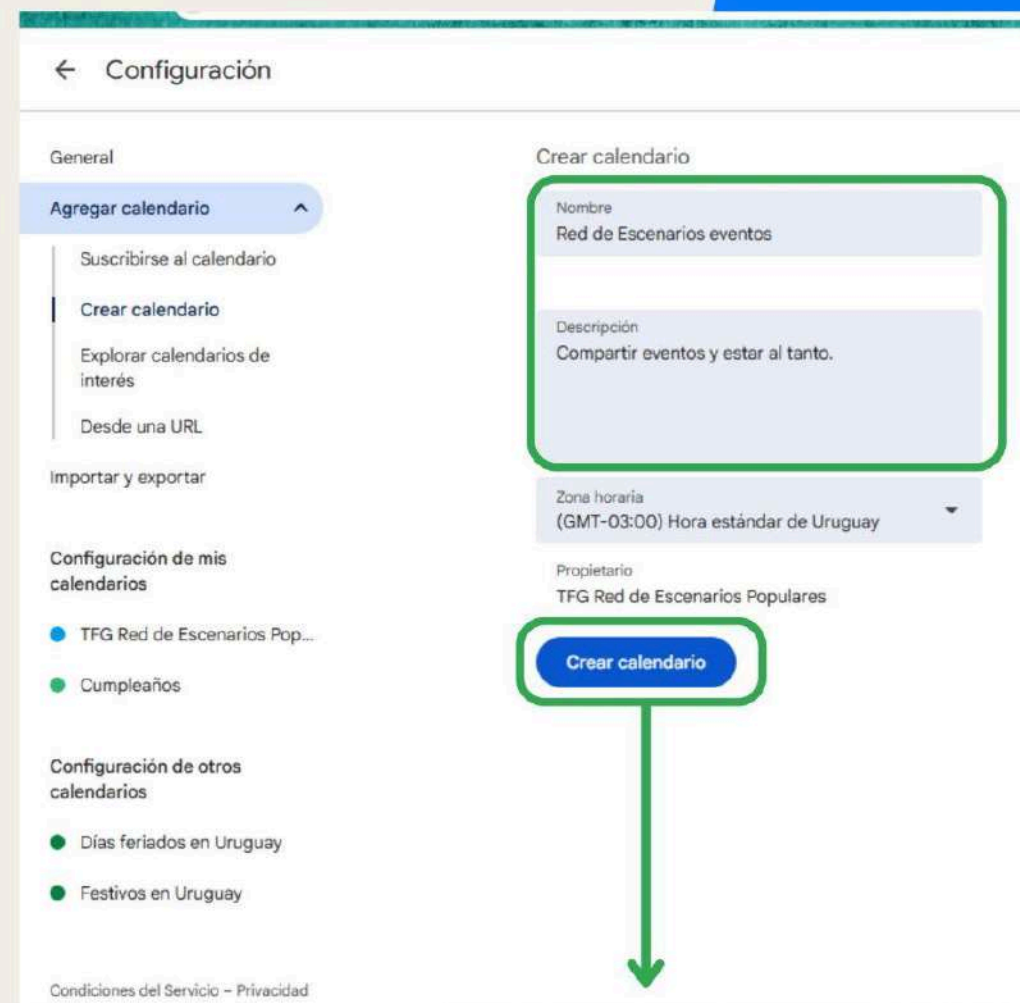 Configuración
General
Agregar calendario
Suscribirse al calendario
Crear calendario
Explorar calendarios de
interés
Desde una URL
Importar y exportar
Configuración de mis
calendarios
TFG Red de Escenarios Pop...
Cumpleaños
Configuración de otros
calendarios
Días feriados en Uruguay
Festivos en Uruguay
Condiciones del Servicio – Privacidad
Crear calendario
Nombre
Red de Escenarios eventos
Descripción
Compartir eventos y estar al tanto.
Zona horaria
(GMT-03:00) Hora estándar de Uruguay
Propietario
TFG Red de Escenarios Populares
Crear calendario